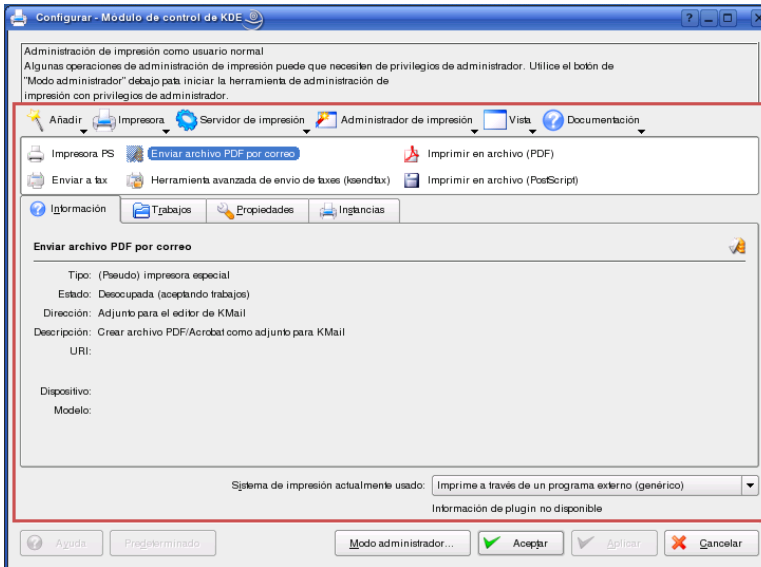 Configurar - Módulo de control de KDE
Administración de impresión como usuario normal
Algunas operaciones de administración de impresión puede que necesiten de privilegios de administrador. Utilice el botón de
"Modo administrador" debajo pata iniciar la herramienta de administración de
impresión con privilegios de administrador.
Añadir Impresora Servidor de impresión Administrador de impresión Vista Documentación
Impresora PS Enviar archivo PDF por correo Imprimir en archivo (PDF)
Enviar a fax Herramienta avanzada de envio de faxes (ksendfax) Imprimir en archivo (PostScript)
Información Trabajos Propiedades Instancias
Enviar archivo PDF por correo
Tipo: (Pseudo) impresora especial
Estado: Desocupada (aceptando trabajos)
Dirección: Adjunto para el editor de KMail
Descripción: Crear archivo PDF/Acrobat como adjunto para KMail
URI:
Dispositivo:
Modelo:
Sistema de impresión actualmente usado: Imprime a través de un programa externo (genérico)
Información de plugin no disponible
Ayuda Predeterminado Modo administrador... Aceptar Aplicar Cancelar